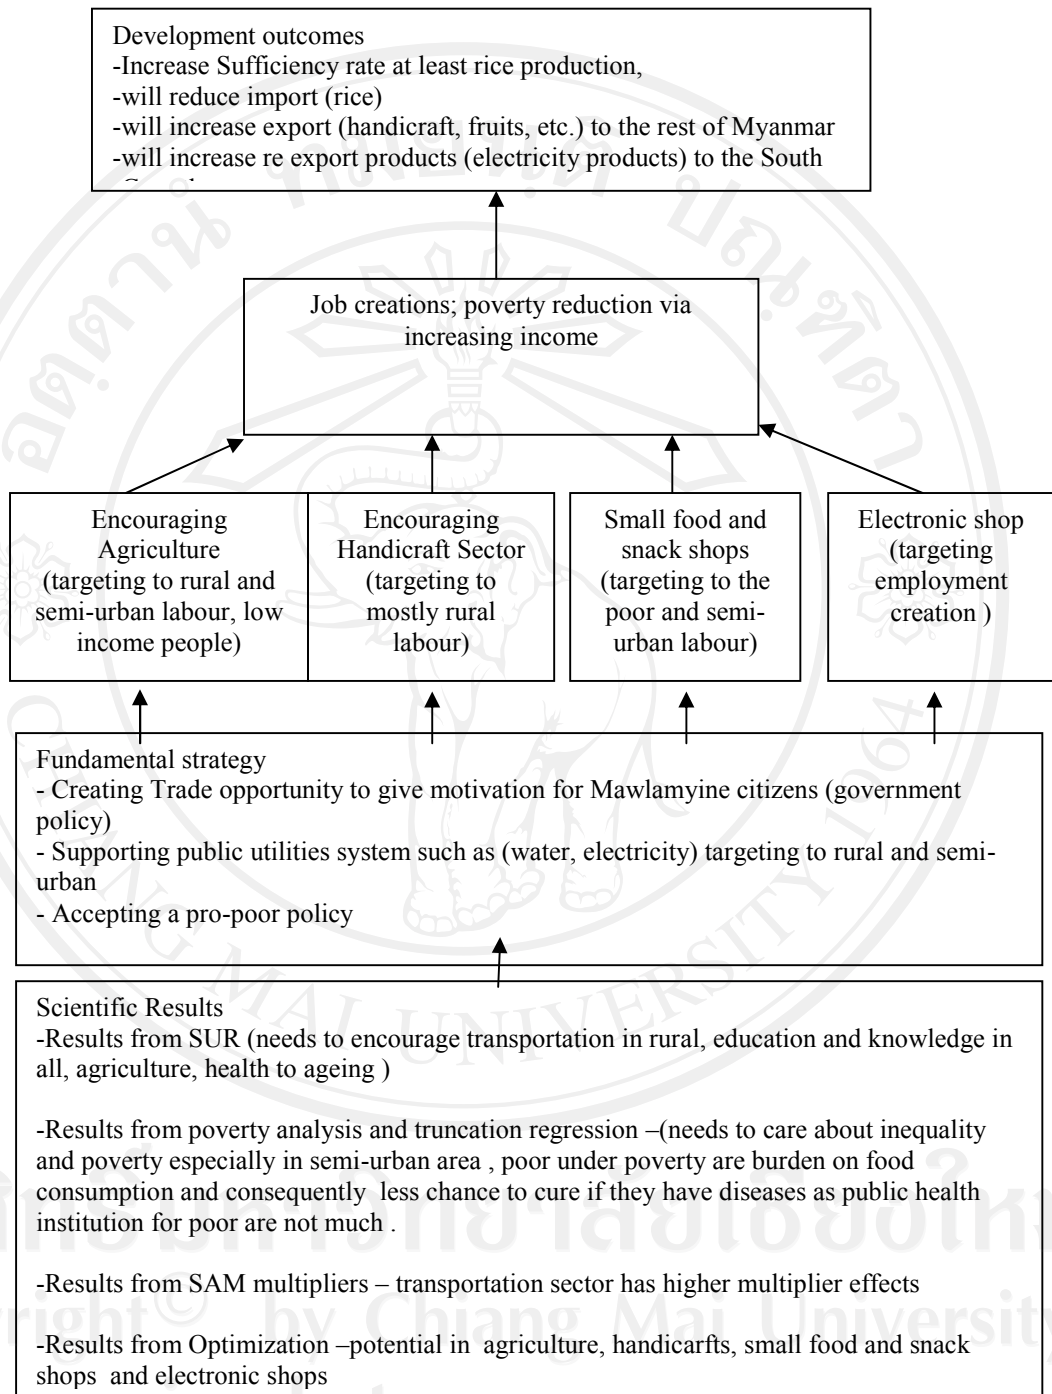 Development outcomes
-Increase Sufficiency rate at least rice production,
-will reduce import (rice)
-will increase export (handicraft, fruits, etc.) to the rest of Myanmar
-will increase re export products (electricity products) to the South
Job creations; poverty reduction via
increasing income
Encouraging
Agriculture
(targeting to rural and
semi-urban labour, low
income people)
Encouraging
Handicraft Sector
(targeting to
mostly rural
labour)
Small food and
snack shops
(targeting to the
poor and semi-
urban labour)
Electronic shop
(targeting
employment
creation )
Fundamental strategy
- Creating Trade opportunity to give motivation for Mawlamyine citizens (government
policy)
- Supporting public utilities system such as (water, electricity) targeting to rural and semi-
urban
- Accepting a pro-poor policy
Scientific Results
-Results from SUR (needs to encourage transportation in rural, education and knowledge in
all, agriculture, health to ageing )
-Results from poverty analysis and truncation regression –(needs to care about inequality
and poverty especially in semi-urban area , poor under poverty are burden on food
consumption and consequently  less chance to cure if they have diseases as public health
institution for poor are not much .
-Results from SAM multipliers – transportation sector has higher multiplier effects
-Results from Optimization –potential in  agriculture, handicarfts, small food and snack
shops  and electronic shops
CHIANG MAI UNIVERSITY 1964
by Chiang Mai University